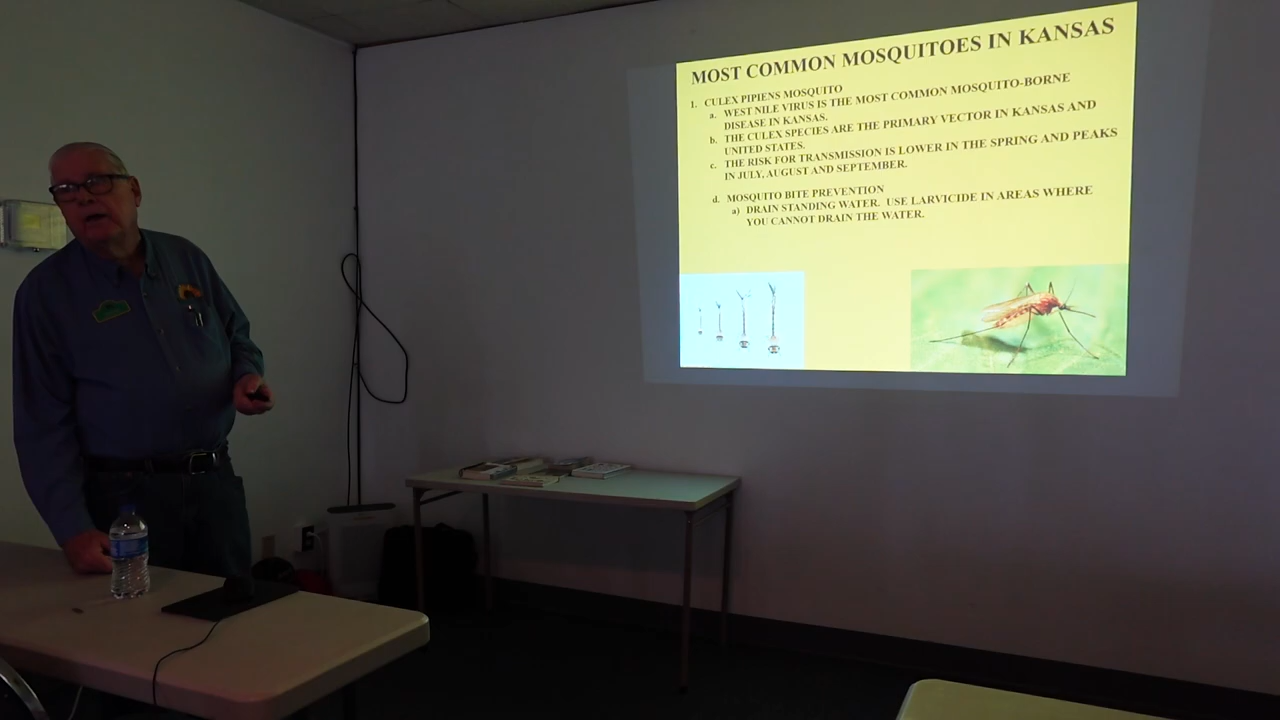 MOST COMMON MOSQUITOES IN KANSAS
1. CULEX PIPIENS MOSQUITO
a. WEST NILE VIRUS IS THE MOST COMMON MOSQUITO-BORNE
DISEASE IN KANSAS.
b. THE CULEX SPECIES ARE THE PRIMARY VECTOR IN KANSAS AND
UNITED STATES.
c. THE RISK FOR TRANSMISSION IS LOWER IN THE SPRING AND PEAKS
IN JULY, AUGUST AND SEPTEMBER.
d. MOSQUITO BITE PREVENTION
a) DRAIN STANDING WATER. USE LARVICIDE IN AREAS WHERE
YOU CANNOT DRAIN THE WATER.